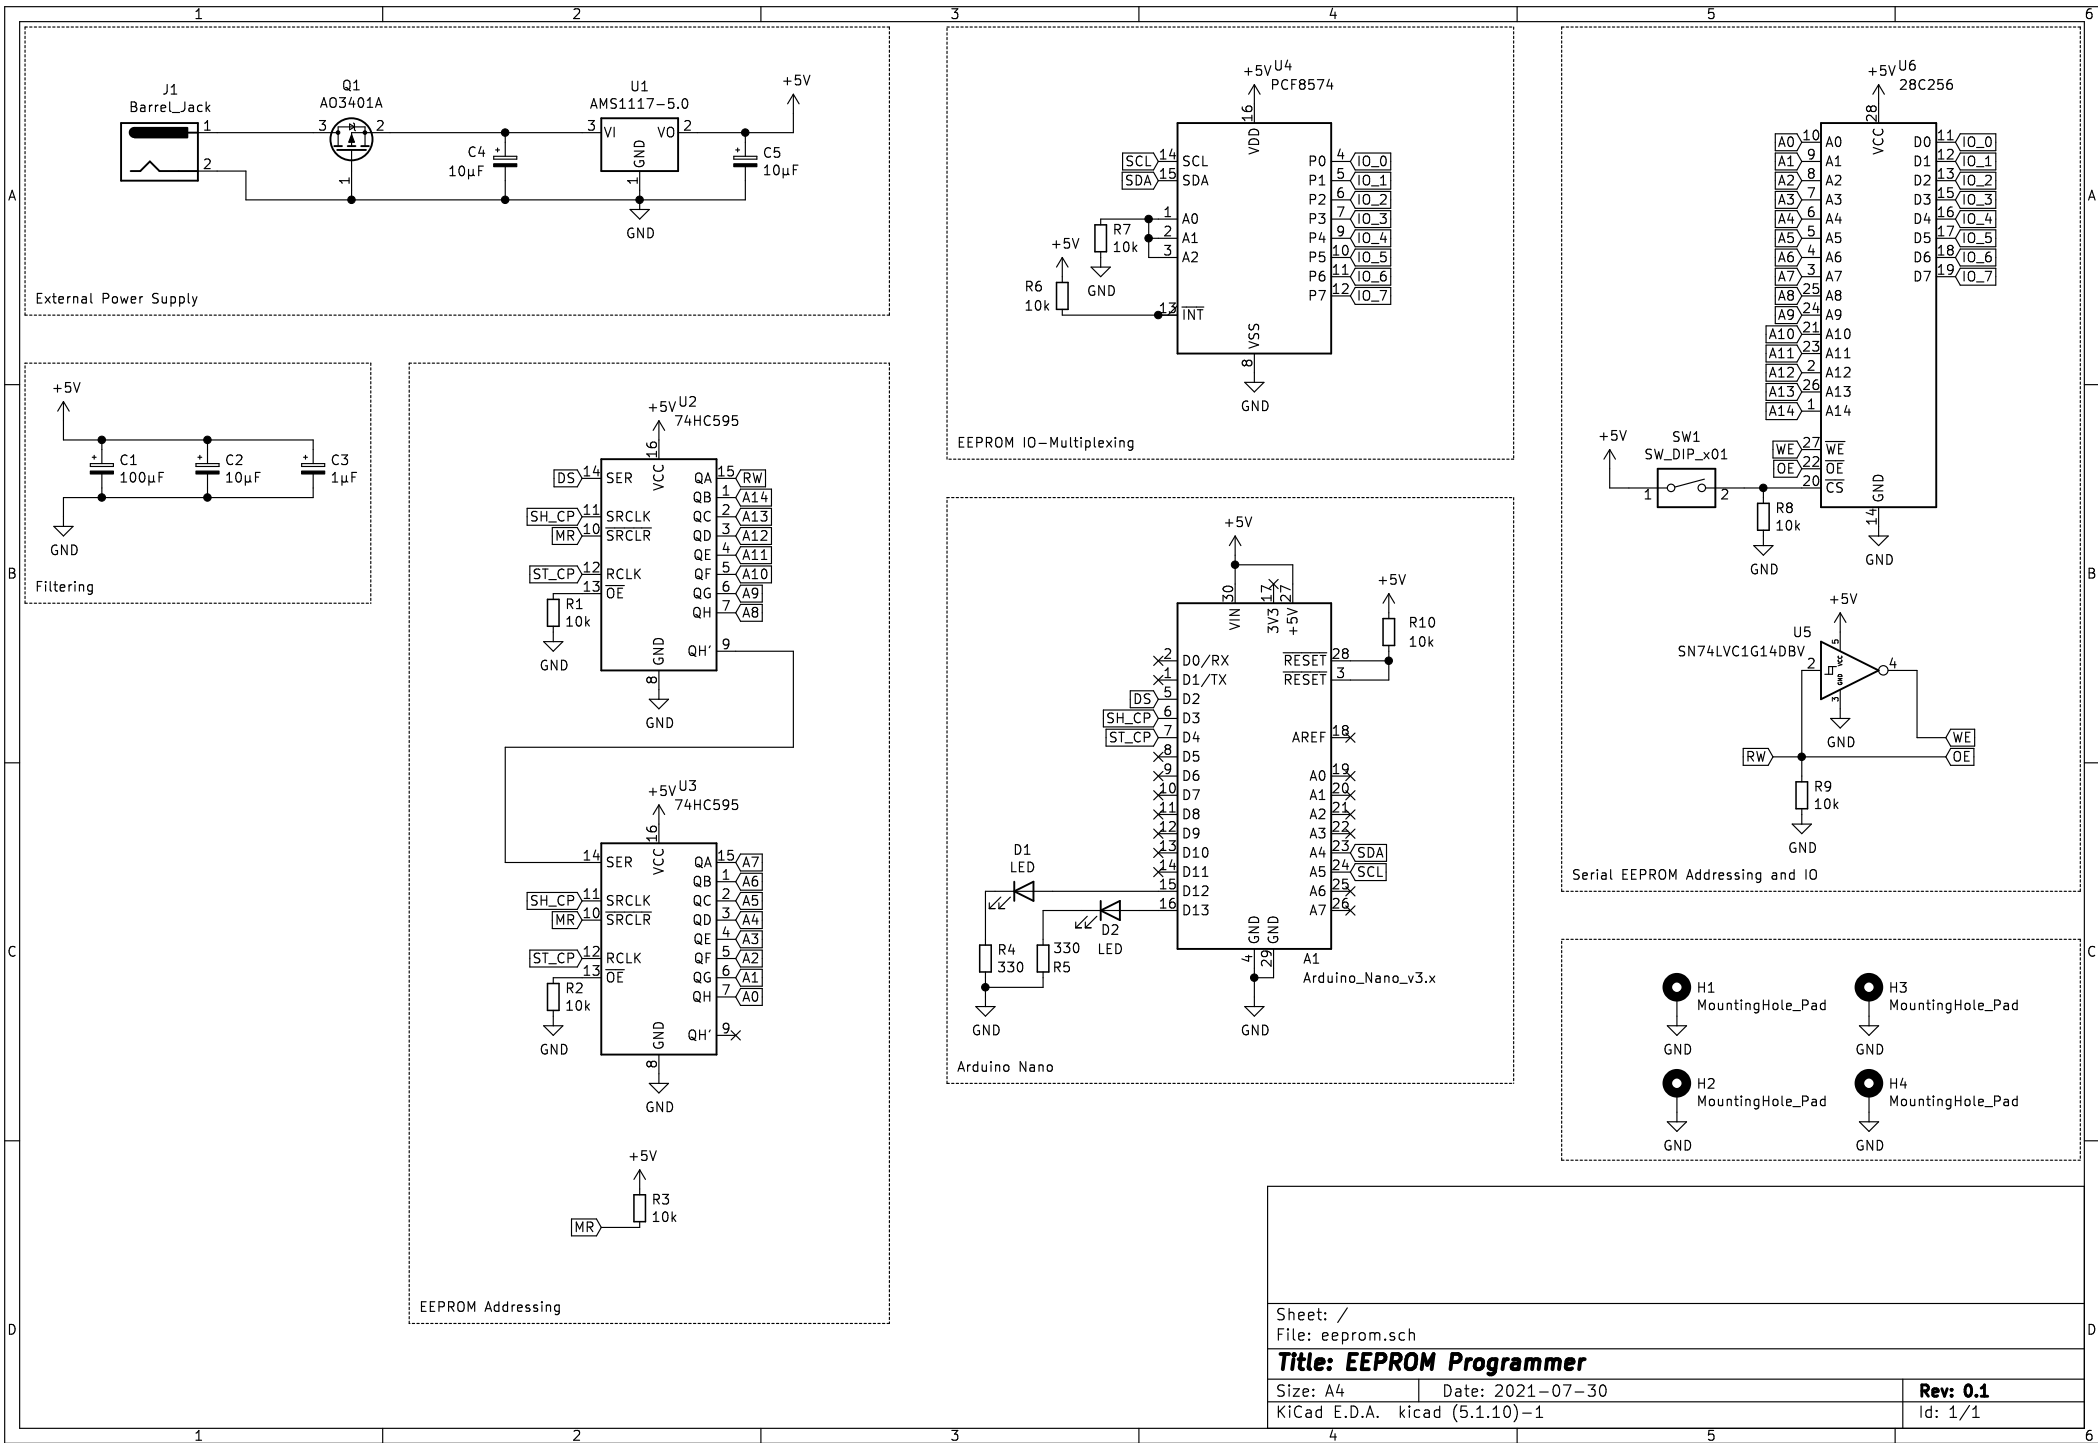 1 2 3 4 5 6
A
B
C
D
J1
Barrel_Jack
1
2
Q1
AO3401A
3 2
1
C4
10µF
U1
AMS1117-5.0
3 VI VO 2
GND
1
+5V
C5
10µF
GND
External Power Supply
+5V
C1
100µF
C2
10µF
C3
1µF
GND
Filtering
+5V U2
74HC595
16
VCC
DS 14 SER QA 15 RW
QB 1 A14
SH_CP 11 SRCLK QC 2 A13
MR 10 SRCLR QD 3 A12
QE 4 A11
ST_CP 12 RCLK QF 5 A10
13 OE QG 6 A9
QH 7 A8
R1
10k
GND
QH' 9
GND
8
GND
+5V U3
74HC595
16
VCC
14 SER QA 15 A7
QB 1 A6
SH_CP 11 SRCLK QC 2 A5
MR 10 SRCLR QD 3 A4
QE 4 A3
ST_CP 12 RCLK QF 5 A2
13 OE QG 6 A1
QH 7 A0
R2
10k
GND
QH' 9
GND
8
GND
+5V
R3
10k
MR
EEPROM Addressing
+5V U4
PCF8574
16
VDD
SCL 14 SCL P0 4 IO_0
SDA 15 SDA P1 5 IO_1
P2 6 IO_2
1 A0 P3 7 IO_3
2 A1 P4 9 IO_4
3 A2 P5 10 IO_5
P6 11 IO_6
P7 12 IO_7
13 INT
R7
10k
GND
+5V
R6
10k
VSS
8
GND
EEPROM IO-Multiplexing
+5V
30 17 27
VIN 3V3 +5V
+5V
R10
10k
2 D0/RX RESET 28
1 D1/TX RESET 3
DS 5 D2
SH_CP 6 D3
ST_CP 7 D4 AREF 18
8 D5
9 D6 A0 19
10 D7 A1 20
11 D8 A2 21
12 D9 A3 22
13 D10 A4 23 SDA
14 D11 A5 24 SCL
15 D12 A6 25
16 D13 A7 26
D1
LED
D2
LED
R4
330
330
R5
GND
GND GND
4 29
GND
A1
Arduino_Nano_v3.x
Arduino Nano
+5V U6
28C256
28
VCC
A0 10 A0 D0 11 IO_0
A1 9 A1 D1 12 IO_1
A2 8 A2 D2 13 IO_2
A3 7 A3 D3 15 IO_3
A4 6 A4 D4 16 IO_4
A5 5 A5 D5 17 IO_5
A6 4 A6 D6 18 IO_6
A7 3 A7 D7 19 IO_7
A8 25 A8
A9 24 A9
A10 21 A10
A11 23 A11
A12 2 A12
A13 26 A13
A14 1 A14
WE 27 WE
OE 22 OE
20 CS
+5V
SW1
SW_DIP_x01
1 2
R8
10k
GND
GND
14
GND
+5V
U5
SN74LVC1G14DBV
5
VCC
2 4
GND
3
GND
WE
RW OE
R9
10k
GND
Serial EEPROM Addressing and IO
H1
MountingHole_Pad
GND
H3
MountingHole_Pad
GND
H2
MountingHole_Pad
GND
H4
MountingHole_Pad
GND
Sheet: /
File: eeprom.sch
Title: EEPROM Programmer
Size: A4 Date: 2021-07-30 Rev: 0.1
KiCad E.D.A. kicad (5.1.10)-1 Id: 1/1
A
B
C
D
1 2 3 4 5 6